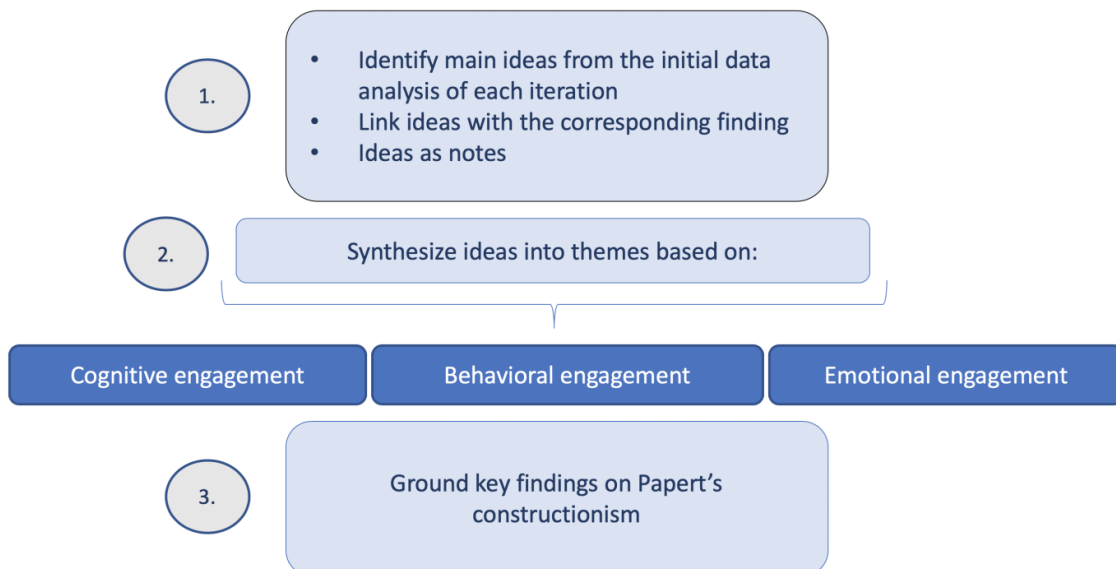 1.
• Identify main ideas from the initial data
analysis of each iteration
• Link ideas with the corresponding finding
• Ideas as notes
2.
Synthesize ideas into themes based on:
Cognitive engagement
Behavioral engagement
Emotional engagement
3.
Ground key findings on Papert’s
constructionism